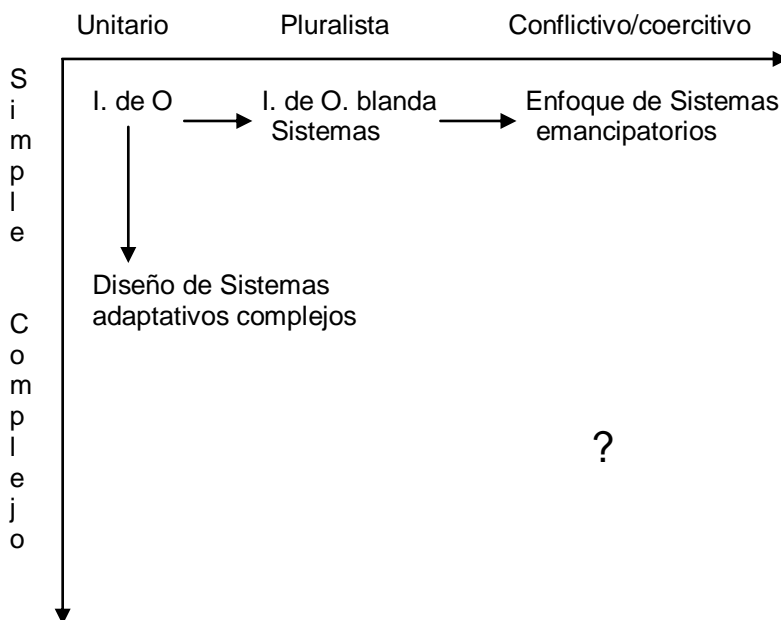 Unitario Pluralista Conflictivo/coercitivo
Simple
I. de O I. de O. blanda Enfoque de Sistemas
Sistemas emancipatorios
Diseño de Sistemas
adaptativos complejos
Complejo
?